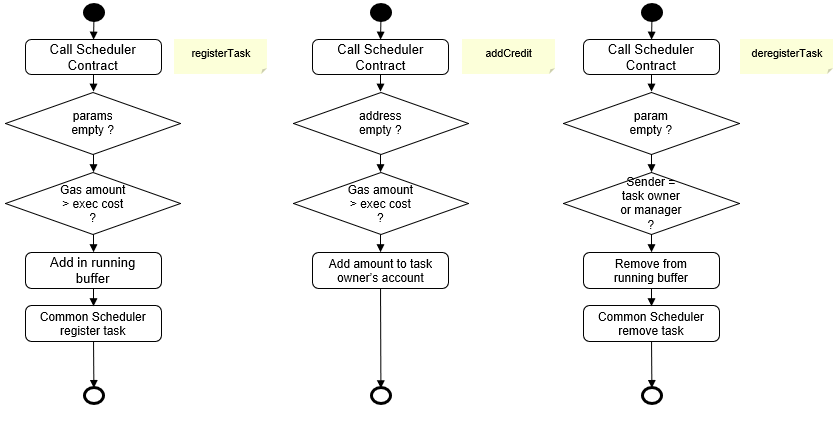 Call Scheduler
Contract
registerTask
params
empty ?
Gas amount
> exec cost
?
Add in running
buffer
Common Scheduler
register task
Call Scheduler
Contract
addCredit
address
empty ?
Gas amount
> exec cost
?
Add amount to task
owner's account
Call Scheduler
Contract
deregisterTask
param
empty ?
Sender =
task owner
or manager
?
Remove from
running buffer
Common Scheduler
remove task